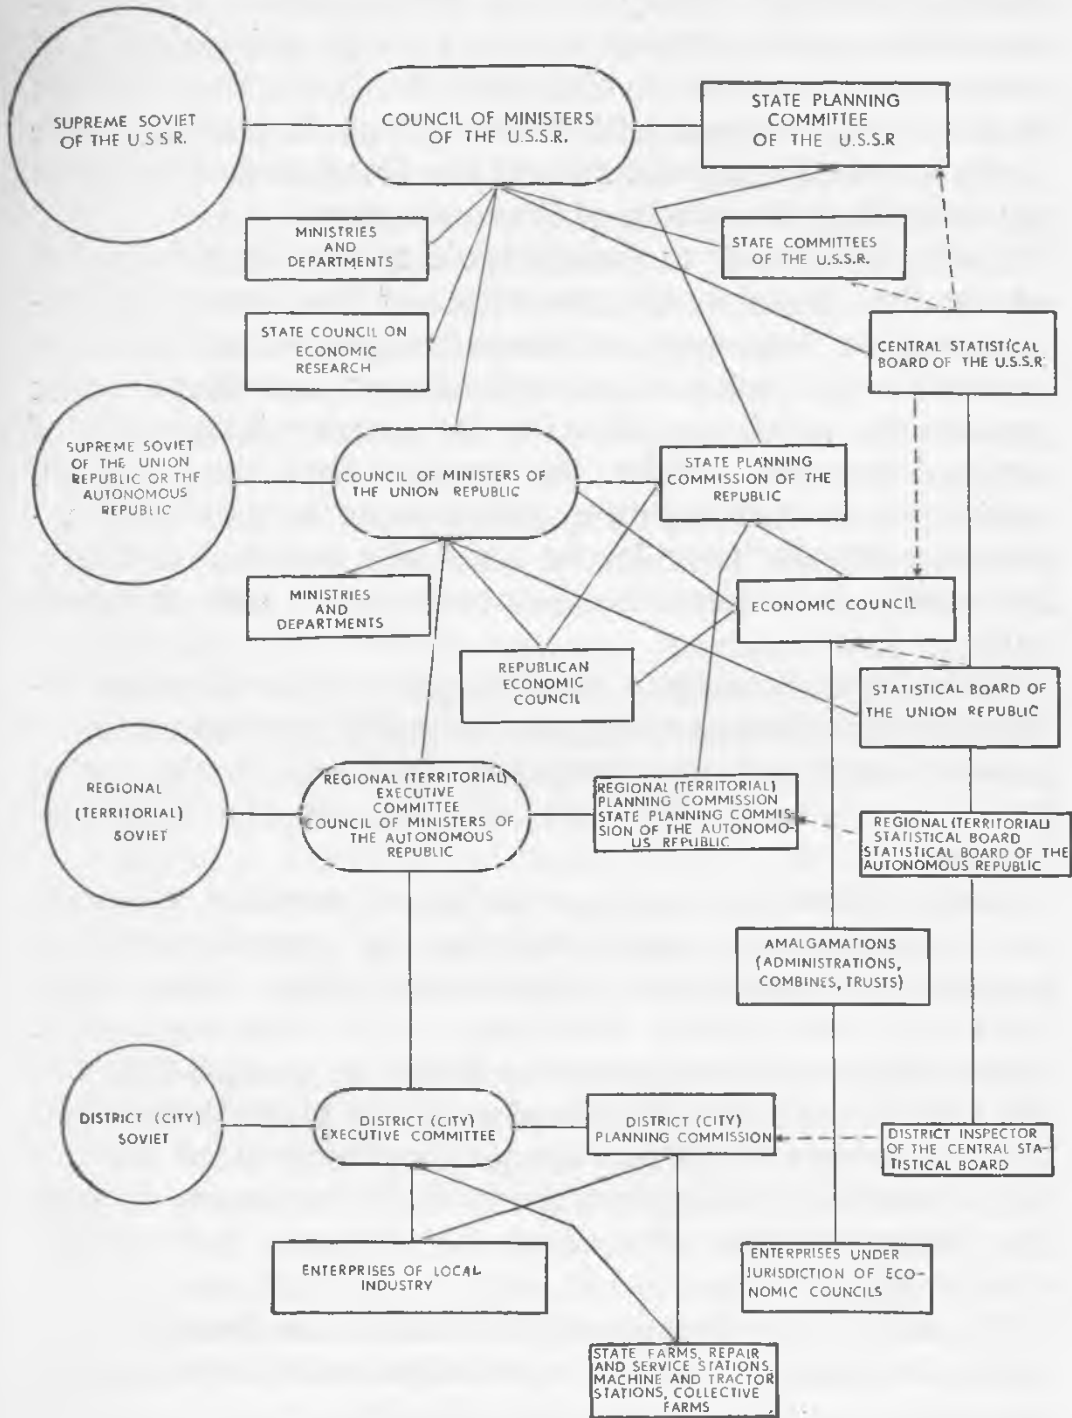 SUPREME SOVIET
OF THE U.S.S.R.
COUNCIL OF MINISTERS
OF THE U.S.S.R.
STATE PLANNING
COMMITTEE
OF THE U.S.S.R
MINISTRIES
AND
DEPARTMENTS
STATE COMMITTEES
OF THE U.S.S.R.
STATE COUNCIL ON
ECONOMIC
RESEARCH
CENTRAL STATISTICAL
BOARD OF THE U.S.S.R
SUPREME SOVIET
OF THE UNION
REPUBLIC OR THE
AUTONOMOUS
REPUBLIC
COUNCIL OF MINISTERS OF
THE UNION REPUBLIC
STATE PLANNING
COMMISSION OF THE
REPUBLIC
MINISTRIES
AND
DEPARTMENTS
ECONOMIC COUNCIL
REPUBLICAN
ECONOMIC
COUNCIL
STATISTICAL BOARD OF
THE UNION REPUBLIC
REGIONAL
(TERRITORIAL)
SOVIET
REGIONAL (TERRITORIAL)
EXECUTIVE
COMMITTEE
COUNCIL OF MINISTERS OF
THE AUTONOMOUS
REPUBLIC
REGIONAL (TERRITORIAL)
PLANNING COMMISSION
STATE PLANNING COMMIS-
SION OF THE AUTONOMO-
US REPUBLIC
REGIONAL (TERRITORIAL)
STATISTICAL BOARD
STATISTICAL BOARD OF THE
AUTONOMOUS REPUBLIC
AMALGAMATIONS
(ADMINISTRATIONS,
COMBINES, TRUSTS)
DISTRICT (CITY)
SOVIET
DISTRICT (CITY)
EXECUTIVE COMMITTEE
DISTRICT (CITY)
PLANNING COMMISSION
DISTRICT INSPECTOR
OF THE CENTRAL STA-
TISTICAL BOARD
ENTERPRISES OF LOCAL
INDUSTRY
ENTERPRISES UNDER
JURISDICTION OF ECO-
NOMIC COUNCILS
STATE FARMS, REPAIR
AND SERVICE STATIONS,
MACHINE AND TRACTOR
STATIONS, COLLECTIVE
FARMS